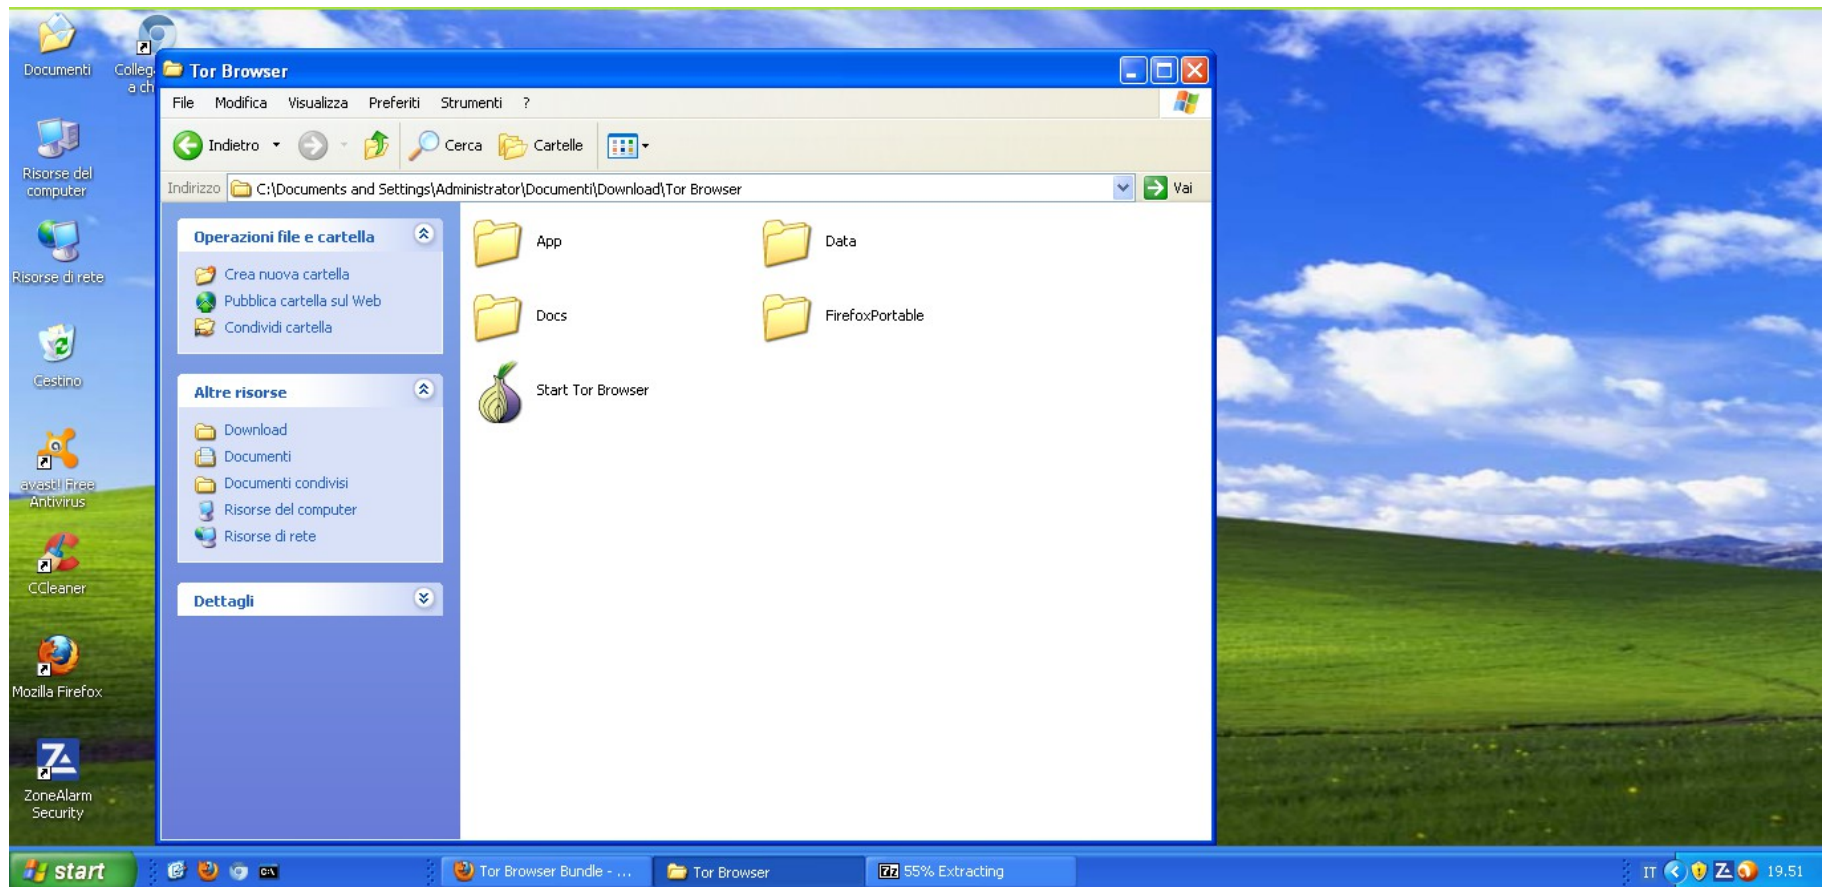 Documenti
Colleg
a ch
Risorse del
computer
Risorse di rete
Cestino
avast! Free
Antivirus
CCleaner
Mozilla Firefox
ZoneAlarm
Security
Tor Browser
File Modifica Visualizza Preferiti Strumenti ?
Indietro Cerca Cartelle
Indirizzo C:\Documents and Settings\Administrator\Documenti\Download\Tor Browser Vai
Operazioni file e cartella
Crea nuova cartella
Pubblica cartella sul Web
Condividi cartella
Altre risorse
Download
Documenti
Documenti condivisi
Risorse del computer
Risorse di rete
Dettagli
App Data
Docs FirefoxPortable
Start Tor Browser
start Tor Browser Bundle - ... Tor Browser 55% Extracting IT 19.51